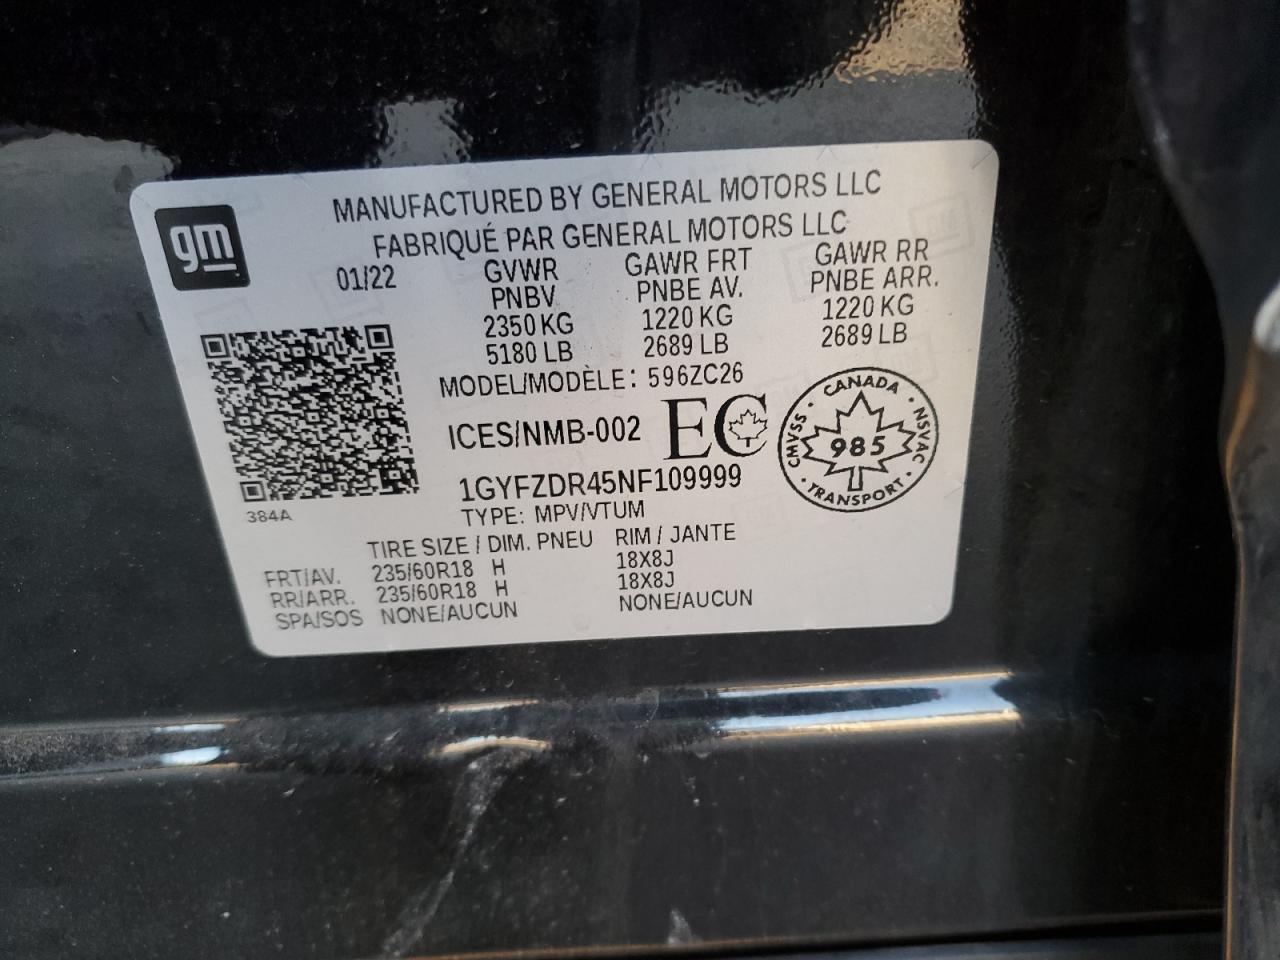 gm
MANUFACTURED BY GENERAL MOTORS LLC
FABRIQUÉ PAR GENERAL MOTORS LLC
01/22
GVWR GAWR FRT GAWR RR
PNBV PNBE AV. PNBE ARR.
2350 KG 1220 KG 1220 KG
5180 LB 2689 LB 2689 LB
MODEL/MODÈLE: 596ZC26
ICES/NMB-002 EC
CANADA
CMVSS 985 NSVAC
TRANSPORT
1GYFZDR45NF109999
384A
TYPE: MPV/VTUM
TIRE SIZE / DIM. PNEU RIM / JANTE
FRT/AV. 235/60R18 H 18X8J
RR/ARR. 235/60R18 H 18X8J
SPA/SOS NONE/AUCUN NONE/AUCUN